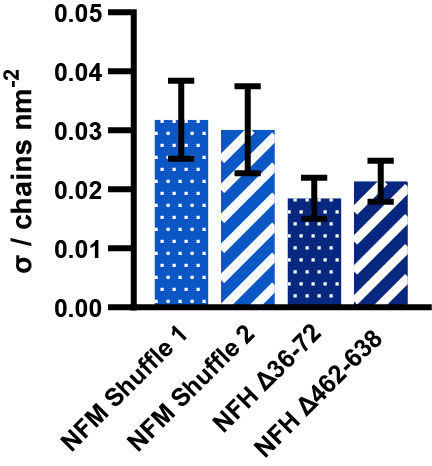 σ / chains nm-2
0.05
0.04
0.03
0.02
0.01
0.00
NFM Shuffle 1
NFM Shuffle 2
NFH Δ36-72
NFH Δ462-638